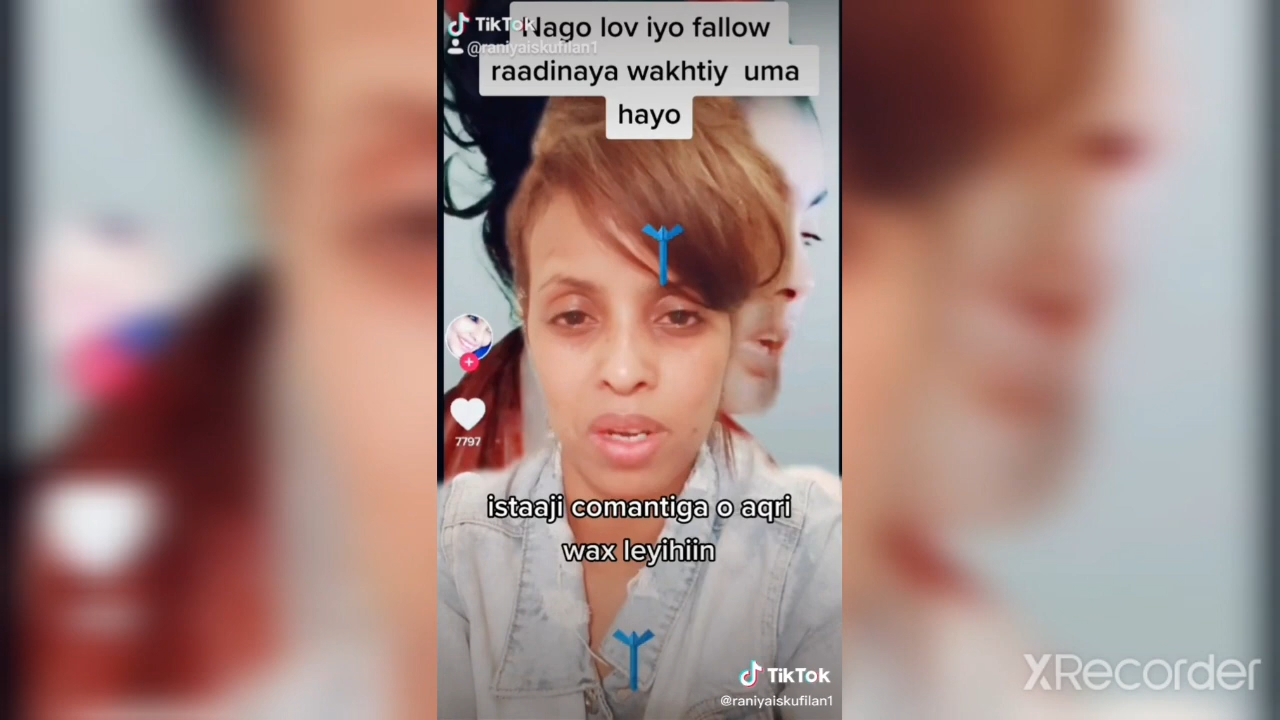 TikTok
@raniyaiskufilan1
Nago lov iyo fallow
raadinaya wakhtiy uma
hayo
7797
istaaji comantiga o aqri
wax leyihiin
TikTok
@raniyaiskufilan1
XRecorder